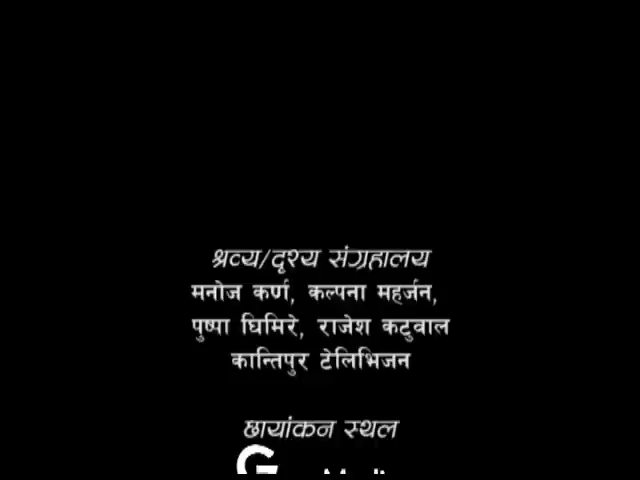 श्रव्य/दृश्य संग्रहालय
मनोज कर्ण, कल्पना महर्जन,
पुष्पा घिमिरे, राजेश कटुवाल
कान्तिपुर टेलिभिजन
छायांकन स्थल